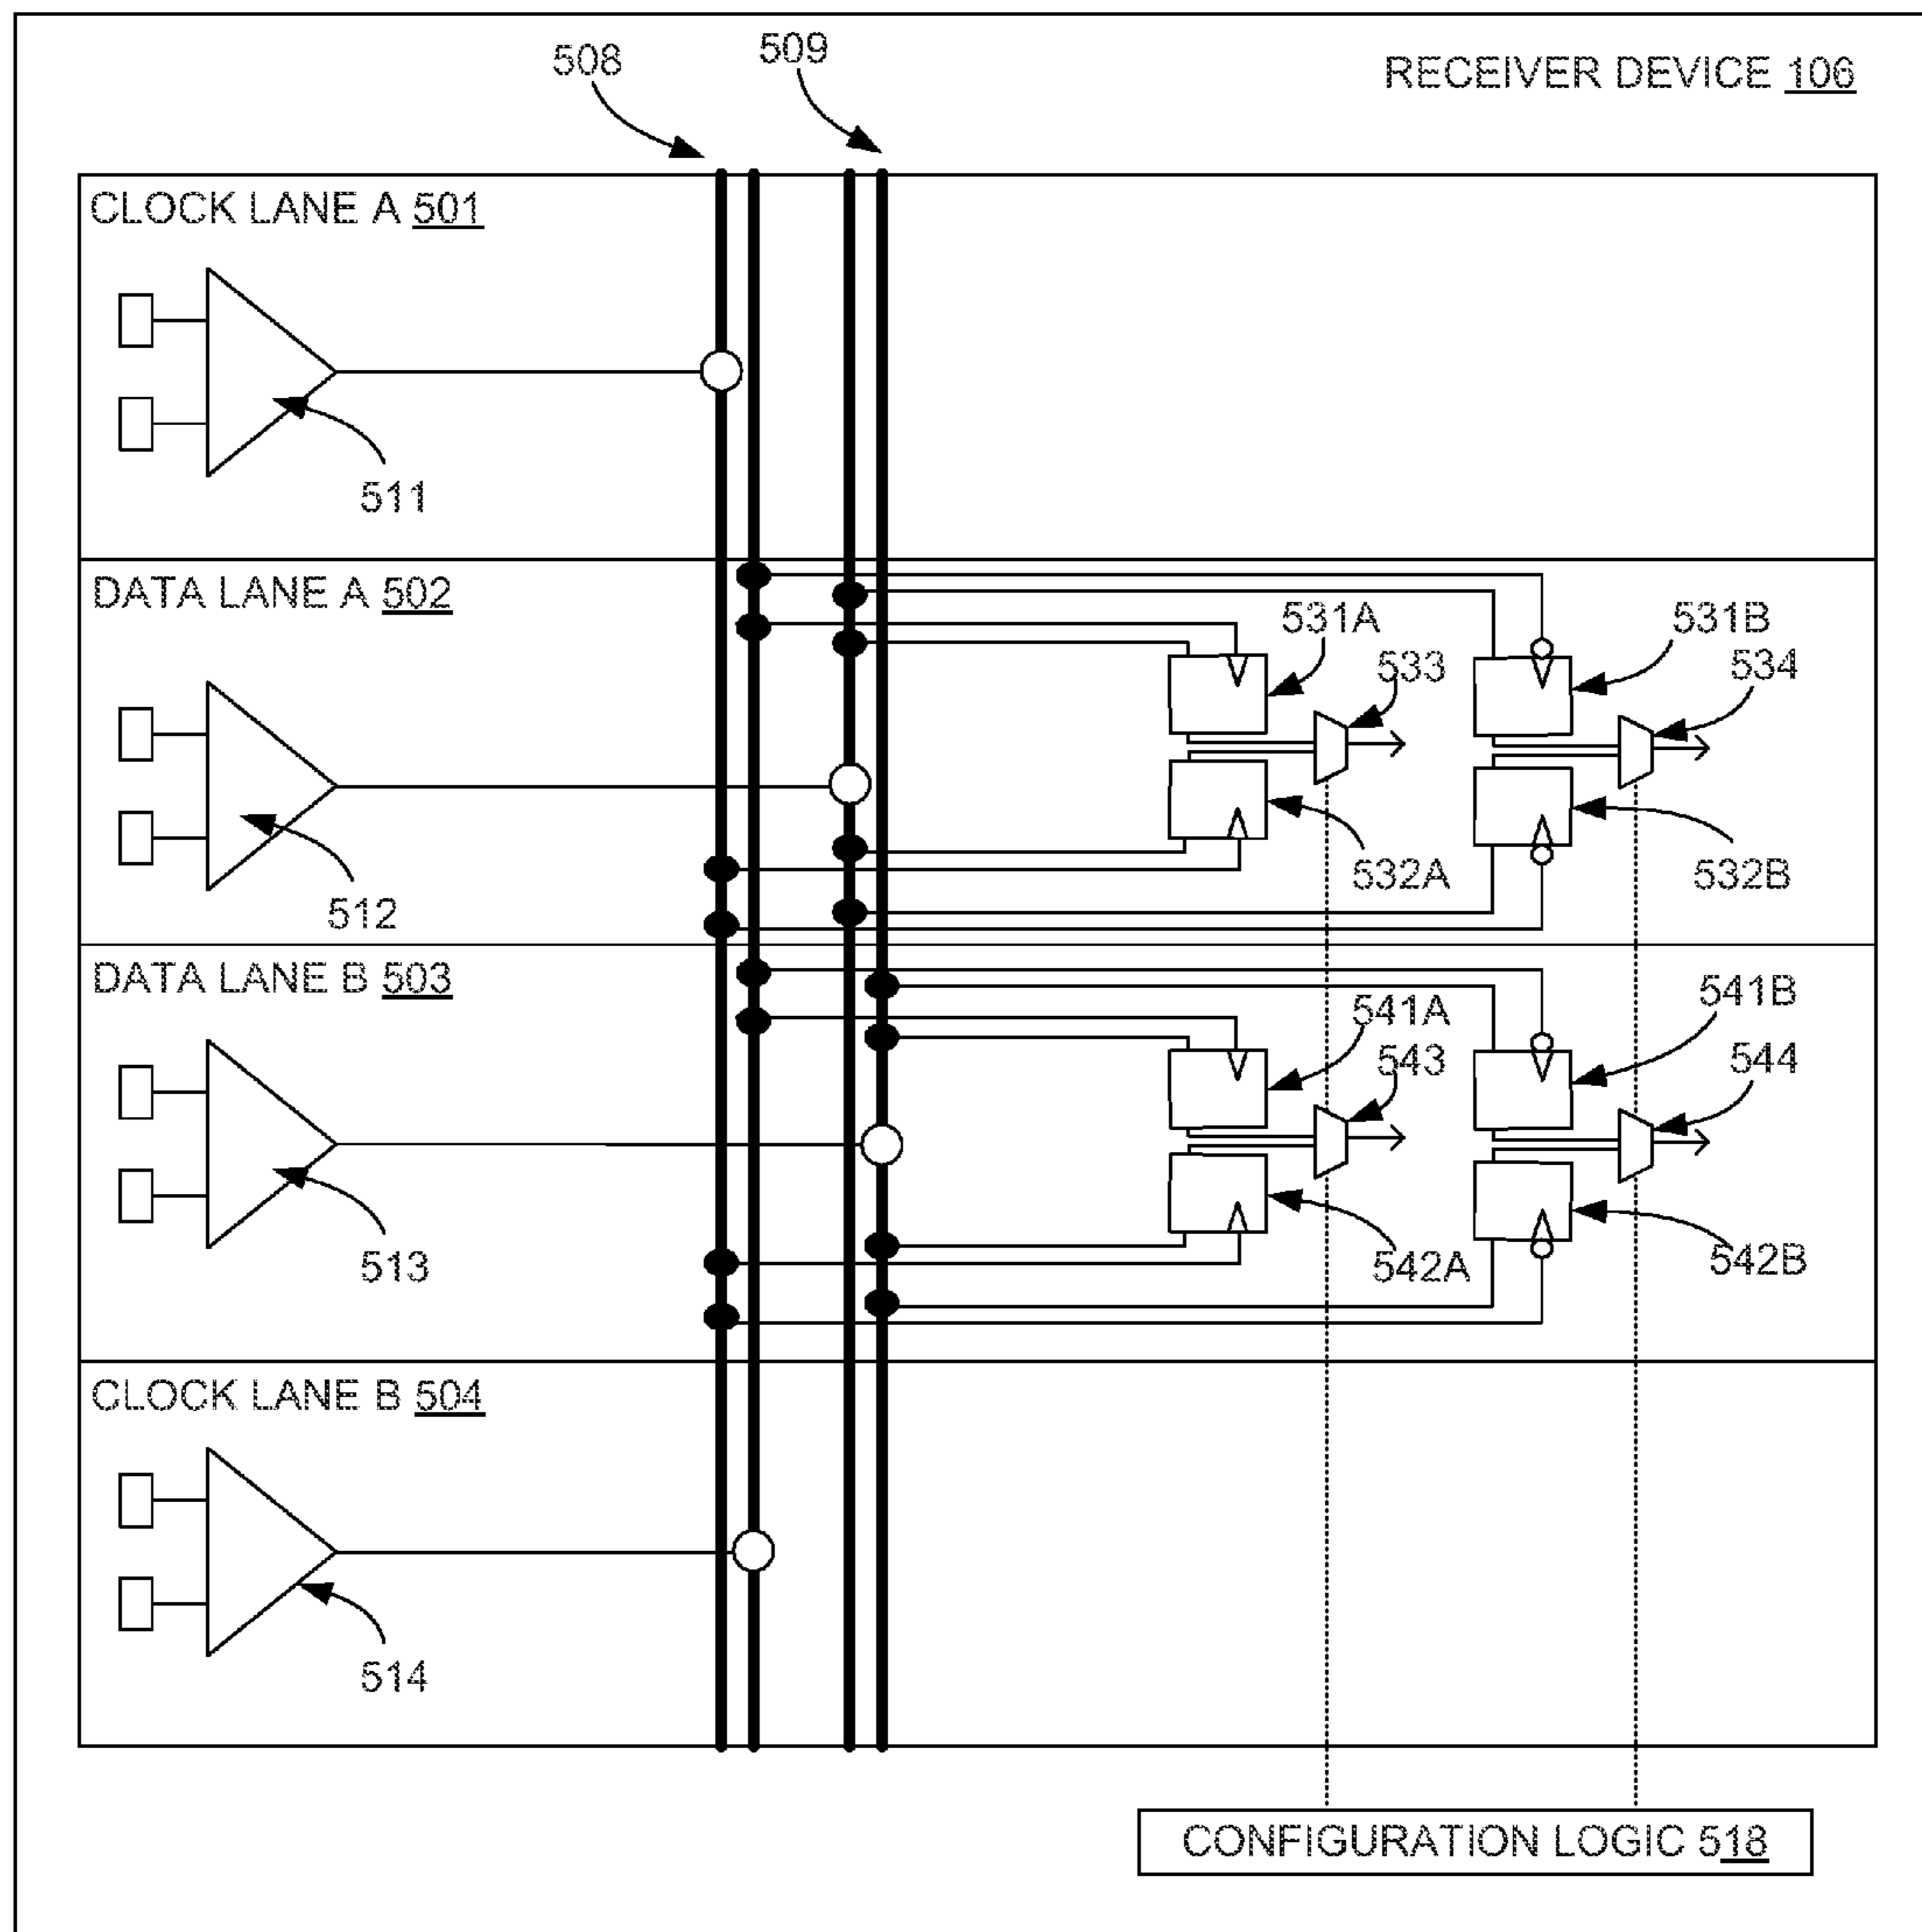 508
509
RECEIVER DEVICE 106
CLOCK LANE A 501
511
DATA LANE A 502
531A
531B
533
534
532A
532B
512
DATA LANE B 503
541A
541B
543
544
542A
542B
513
CLOCK LANE B 504
514
CONFIGURATION LOGIC 518